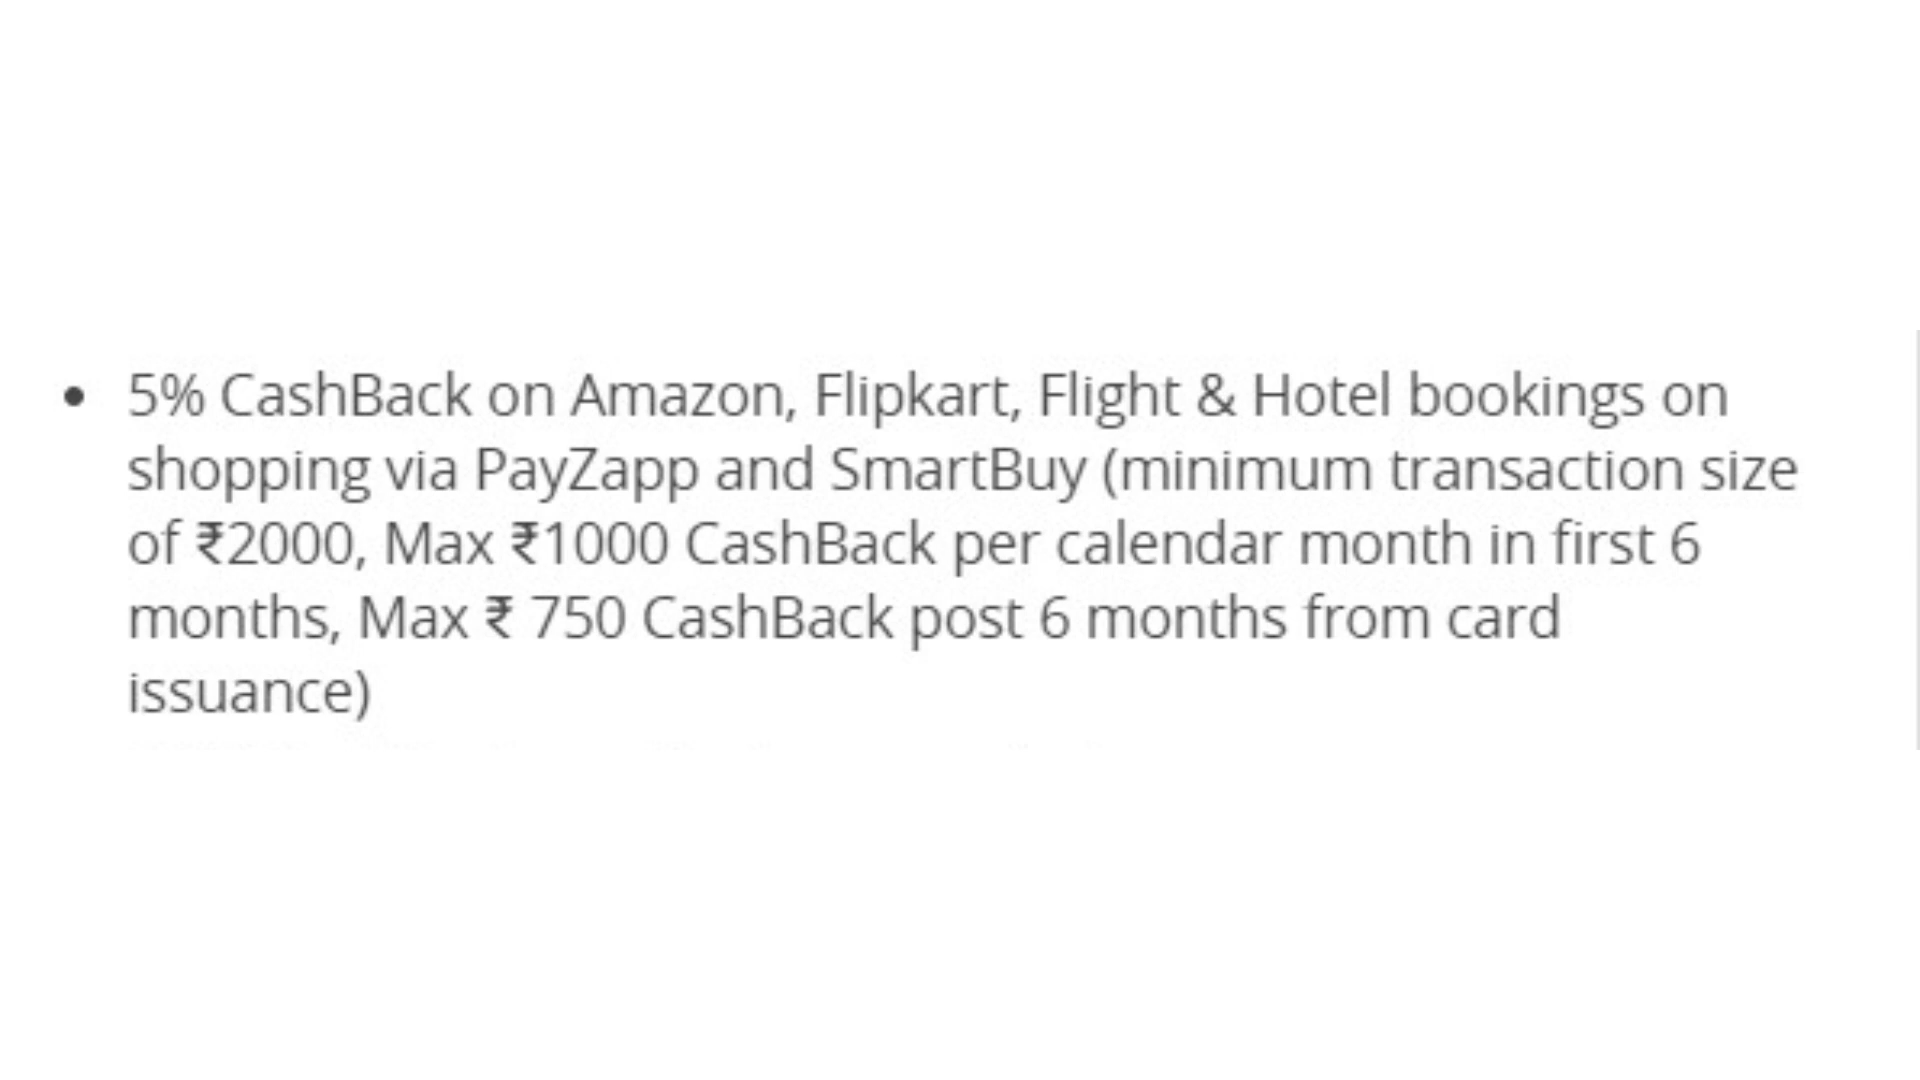 • 5% CashBack on Amazon, Flipkart, Flight & Hotel bookings on
shopping via PayZapp and SmartBuy (minimum transaction size
of ₹2000, Max ₹1000 CashBack per calendar month in first 6
months, Max ₹ 750 CashBack post 6 months from card
issuance)